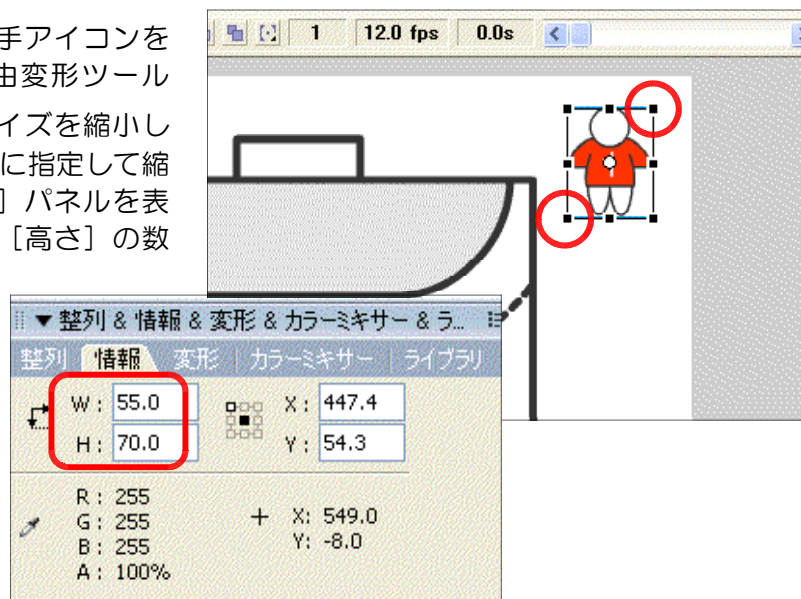 手アイコンを
由変形ツール
イズを縮小し
に指定して縮
］パネルを表
［高さ］の数
1 12.0 fps 0.0s
▼ 整列 & 情報 & 変形 & カラーミキサー & ラ...
整列 情報 変形 カラーミキサー ライブラリ
W: 55.0 X: 447.4
H: 70.0 Y: 54.3
R: 255
G: 255 + X: 549.0
B: 255 Y: -8.0
A: 100%